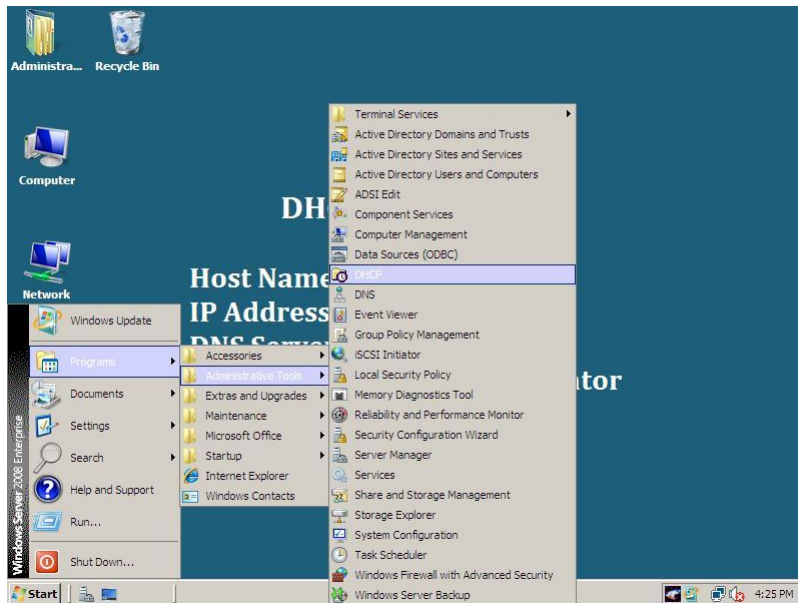 Administra...
Recycle Bin
Computer
Network
DH
Host Name
IP Address
DNS Server
tor
Windows Server 2008 Enterprise
Windows Update
Programs
Documents
Settings
Search
Help and Support
Run...
Shut Down...
Accessories
Administrative Tools
Extras and Upgrades
Maintenance
Microsoft Office
Startup
Internet Explorer
Windows Contacts
Terminal Services
Active Directory Domains and Trusts
Active Directory Sites and Services
Active Directory Users and Computers
ADSI Edit
Component Services
Computer Management
Data Sources (ODBC)
DHCP
DNS
Event Viewer
Group Policy Management
iSCSI Initiator
Local Security Policy
Memory Diagnostics Tool
Reliability and Performance Monitor
Security Configuration Wizard
Server Manager
Services
Share and Storage Management
Storage Explorer
System Configuration
Task Scheduler
Windows Firewall with Advanced Security
Windows Server Backup
Start
4:25 PM